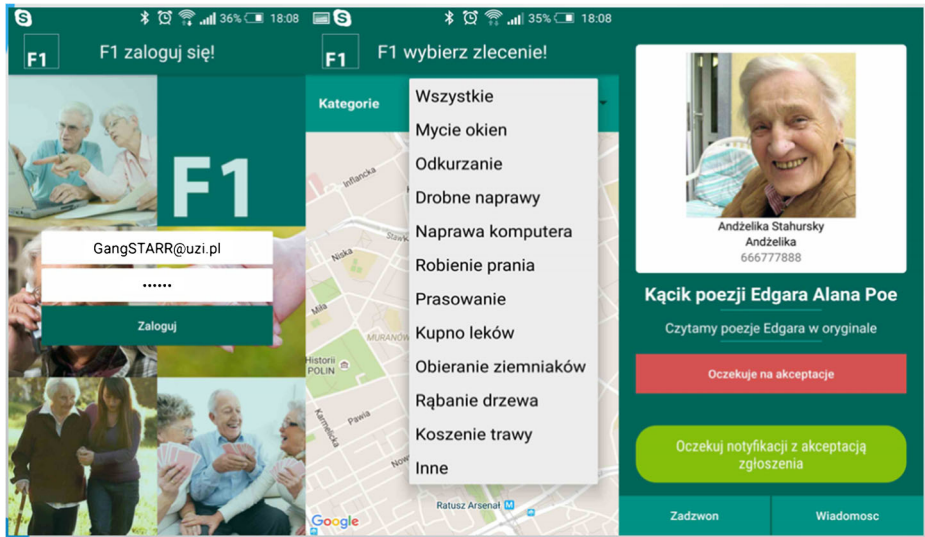 36% 18:08
F1
F1 zaloguj się!
F1
GangSTARR@uzi.pl
••••••
Zaloguj
35% 18:08
F1
F1 wybierz zlecenie!
Kategorie
Wszystkie
Mycie okien
Odkurzanie
Drobne naprawy
Naprawa komputera
Robienie prania
Prasowanie
Kupno leków
Obieranie ziemniaków
Rąbanie drzewa
Koszenie trawy
Inne
Inflancka
Stawk
Niska
Miła
MURANÓW
Historii
POLIN
Karmelicka
Pawia
Nowo
Ratusz Arsenał M
Google
Andżelika Stahursky
Andżelika
666777888
Kącik poezji Edgara Alana Poe
Czytamy poezje Edgara w oryginale
Oczekuje na akceptacje
Oczekuj notyfikacji z akceptacją
zgłoszenia
Zadzwon
Wiadomosc